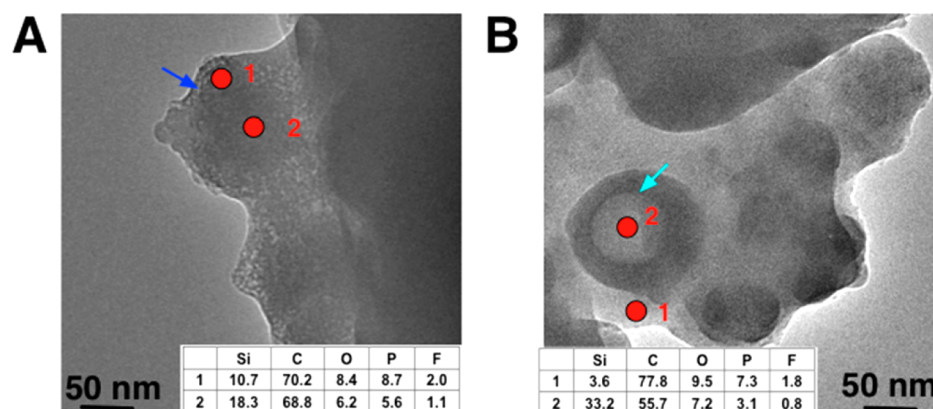 A
B
1
2
2
1
Si C O P F
1 10.7 70.2 8.4 8.7 2.0
2 18.3 68.8 6.2 5.6 1.1
50 nm
Si C O P F
1 3.6 77.8 9.5 7.3 1.8
2 33.2 55.7 7.2 3.1 0.8
50 nm